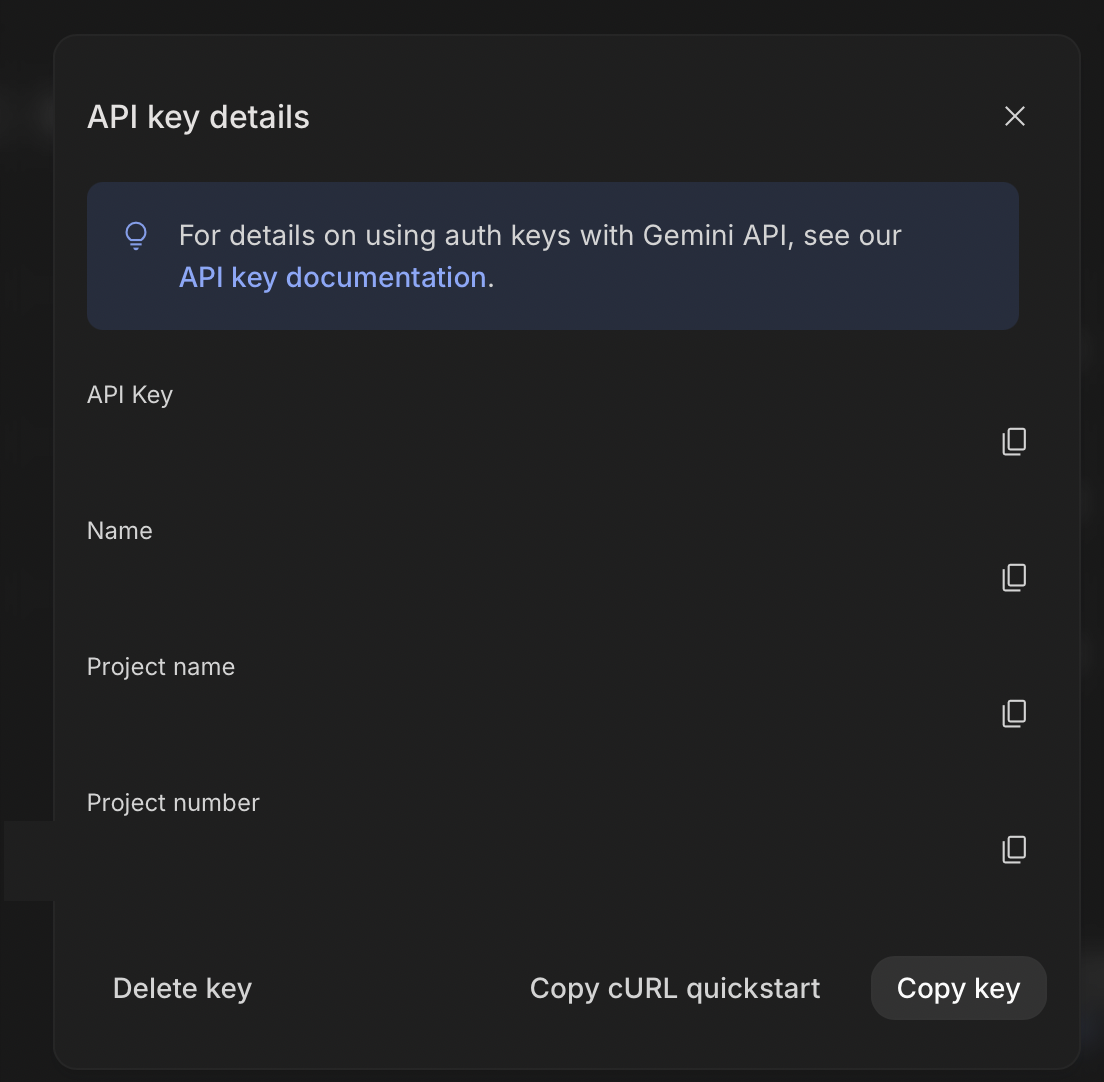 API key details
For details on using auth keys with Gemini API, see our
API key documentation.
API Key
Name
Project name
Project number
Delete key
Copy cURL quickstart
Copy key